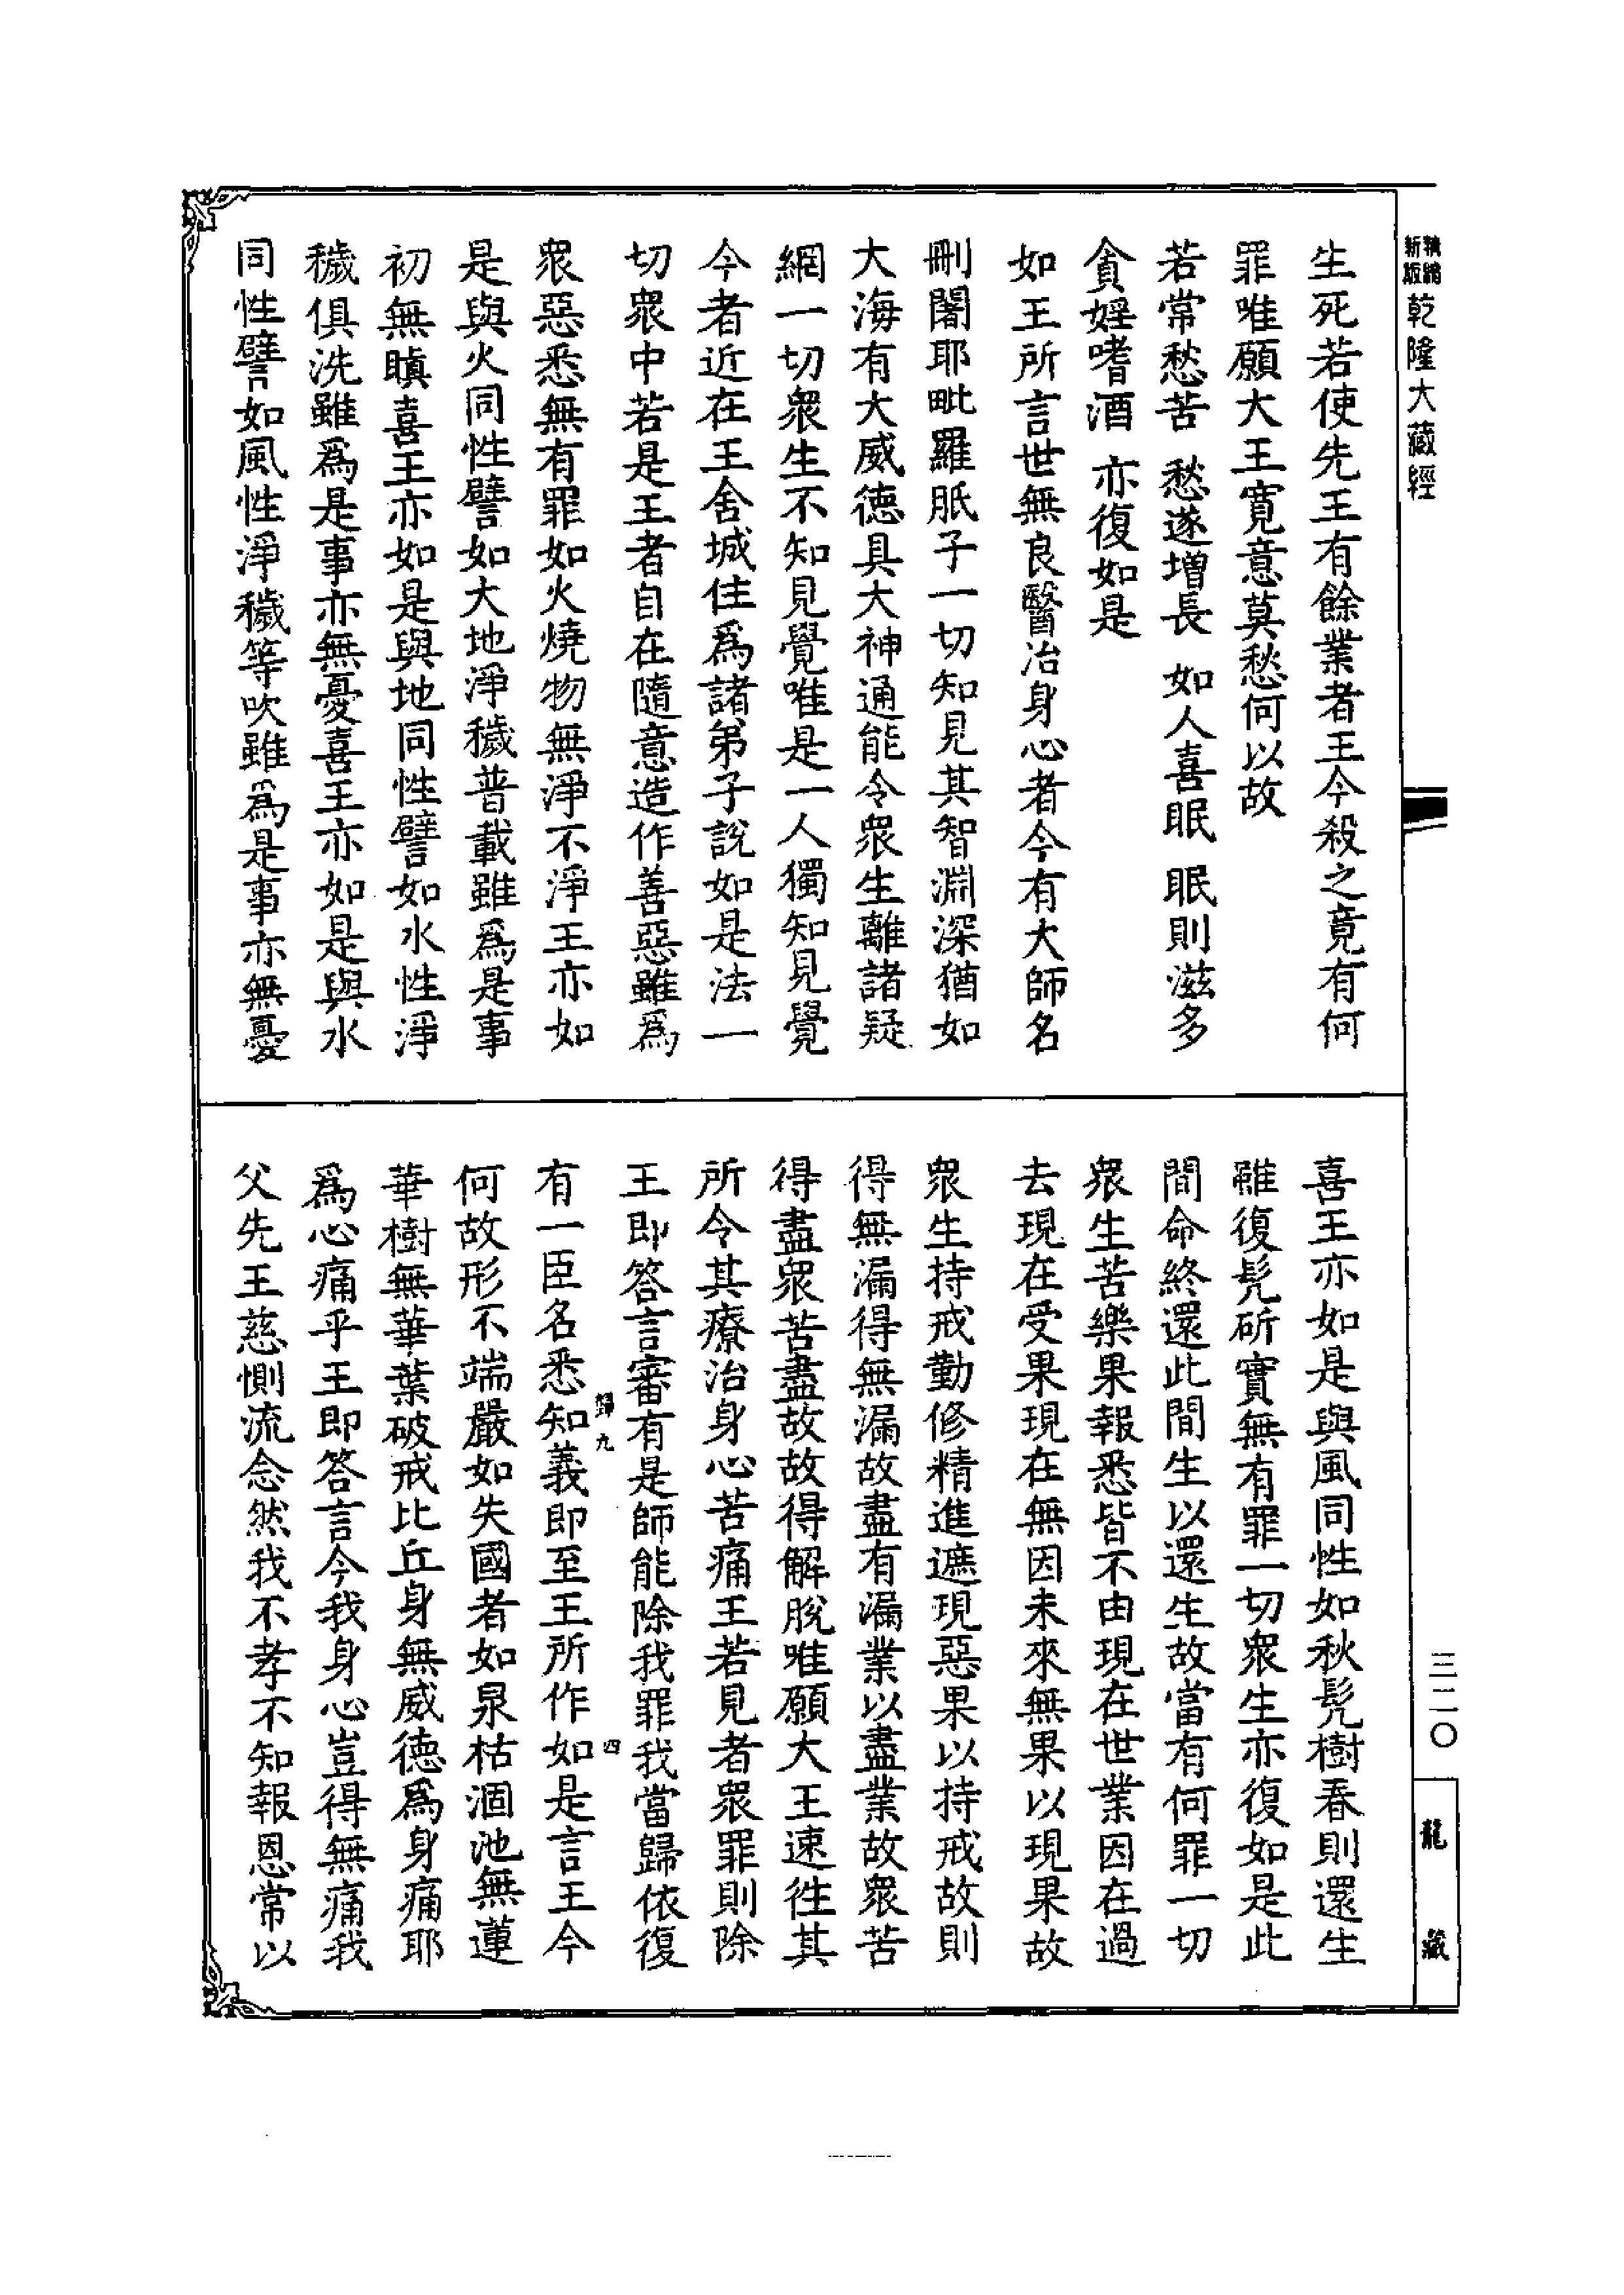 精縮
新版
乾隆大藏經
生死若使先王有餘業者王今殺之竟有何
罪唯願大王寬意莫愁何以故
若常愁苦 愁遂增長 如人喜眠 眠則滋多
貪婬嗜酒 亦復如是
如王所言世無良醫治身心者今有大師名
刪闍耶毗羅胝子一切知見其智淵深猶如
大海有大威德具大神通能令衆生離諸疑
網一切衆生不知見覺唯是一人獨知見覺
今者近在王舍城住爲諸弟子說如是法一
切衆中若是王者自在隨意造作善惡雖爲
衆惡悉無有罪如火燒物無淨不淨王亦如
是與火同性譬如大地淨穢普載雖爲是事
初無瞋喜王亦如是與地同性譬如水性淨
穢俱洗雖爲是事亦無憂喜王亦如是與水
同性譬如風性淨穢等吹雖爲是事亦無憂
喜王亦如是與風同性如秋髠樹春則還生
雖復髠斫實無有罪一切衆生亦復如是此
間命終還此間生以還生故當有何罪一切
衆生苦樂果報悉皆不由現在世業因在過
去現在受果現在無因未來無果以現果故
衆生持戒勤修精進遮現惡果以持戒故則
得無漏得無漏故盡有漏業以盡業故衆苦
得盡衆苦盡故故得解脫唯願大王速徃其
所令其療治身心苦痛王若見者衆罪則除
王即答言審有是師能除我罪我當歸依復
歸九
四
有一臣名悉知義即至王所作如是言王今
何故形不端嚴如失國者如泉枯涸池無蓮
華樹無華葉破戒比丘身無威德爲身痛耶
爲心痛乎王即答言今我身心豈得無痛我
父先王慈惻流念然我不孝不知報恩常以
三二〇
龍藏